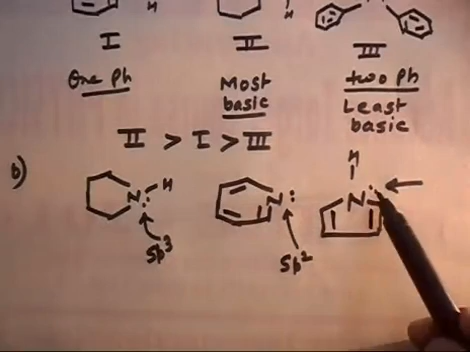 H H
I II III
One Ph Most basic two Ph
Least basic
II > I > III
b)
H
N: H N: N:
sp³ sp²